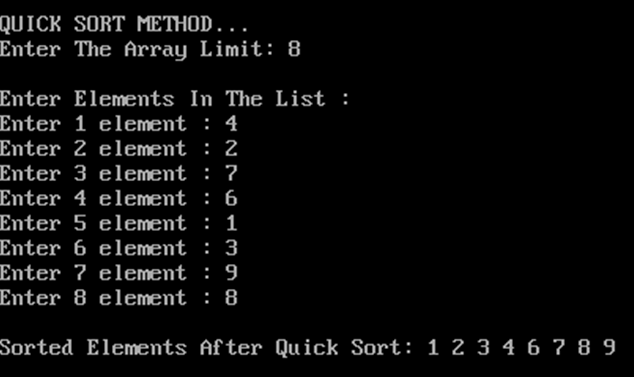 QUICK SORT METHOD...
Enter The Array Limit: 8
Enter Elements In The List :
Enter 1 element : 4
Enter 2 element : 2
Enter 3 element : 7
Enter 4 element : 6
Enter 5 element : 1
Enter 6 element : 3
Enter 7 element : 9
Enter 8 element : 8
Sorted Elements After Quick Sort: 1 2 3 4 6 7 8 9